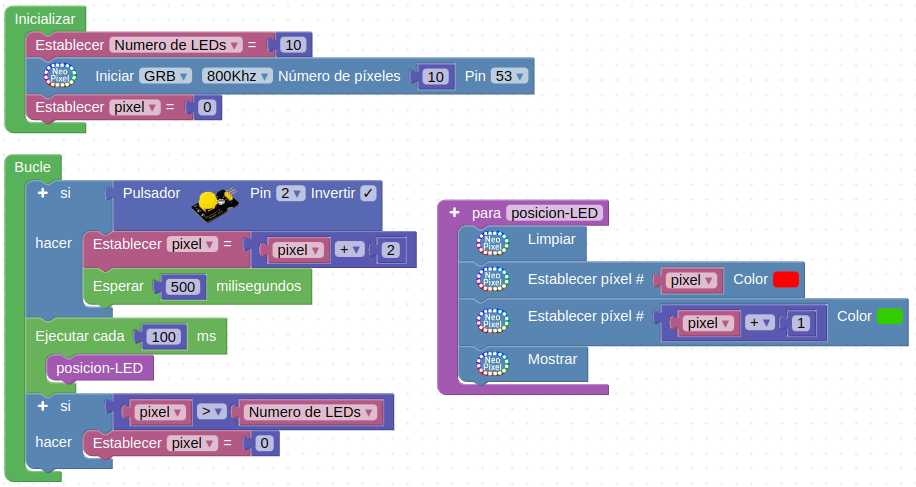 Inicializar
Establecer Numero de LEDs ▾ = 10
Neo Pixel Iniciar GRB ▾ 800Khz ▾ Número de píxeles 10 Pin 53 ▾
Establecer pixel ▾ = 0
Bucle
+ si Pulsador Pin 2 ▾ Invertir ✓
hacer Establecer pixel ▾ = pixel ▾ + ▾ 2
Esperar 500 milisegundos
Ejecutar cada 100 ms
posicion-LED
+ si pixel ▾ > ▾ Numero de LEDs ▾
hacer Establecer pixel ▾ = 0
+ para posicion-LED
Neo Pixel Limpiar
Neo Pixel Establecer píxel # pixel ▾ Color
Neo Pixel Establecer píxel # pixel ▾ + ▾ 1 Color
Neo Pixel Mostrar